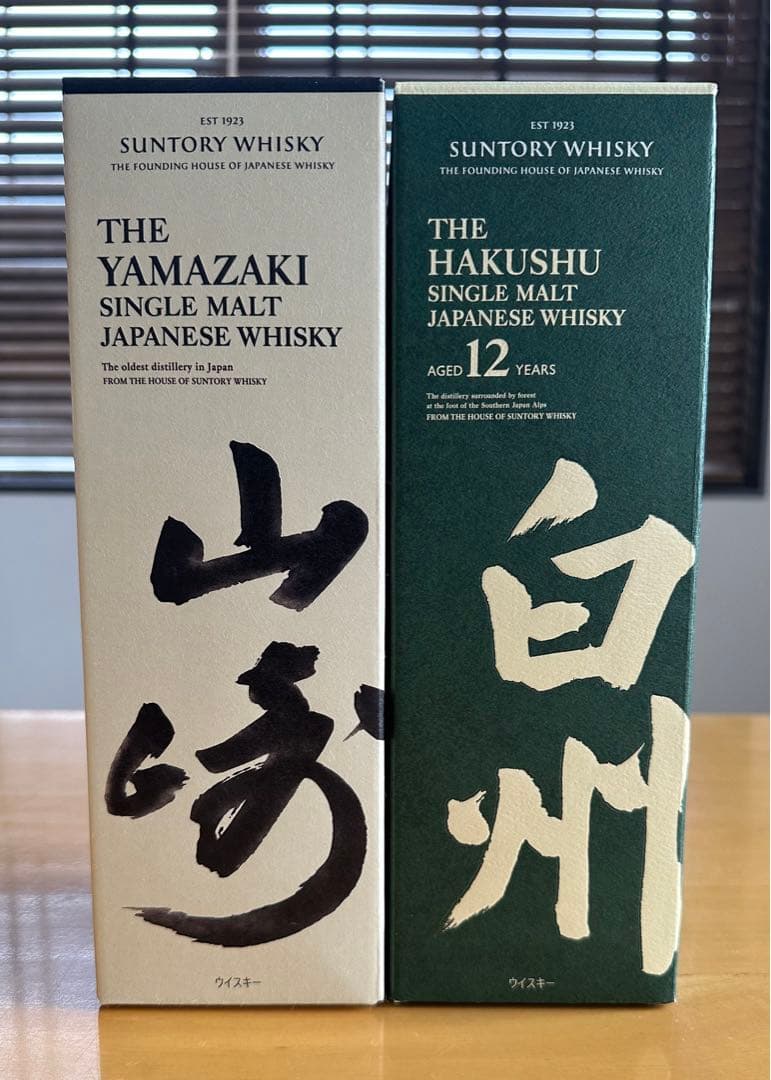 EST 1923
SUNTORY WHISKY
THE FOUNDING HOUSE OF JAPANESE WHISKY
THE
YAMAZAKI
SINGLE MALT
JAPANESE WHISKY
The oldest distillery in Japan
FROM THE HOUSE OF SUNTORY WHISKY
山崎
ウイスキー
EST 1923
SUNTORY WHISKY
THE FOUNDING HOUSE OF JAPANESE WHISKY
THE
HAKUSHU
SINGLE MALT
JAPANESE WHISKY
AGED 12 YEARS
The distillery surrounded by forest
at the foot of the Southern Japan Alps
FROM THE HOUSE OF SUNTORY WHISKY
白州
ウイスキー